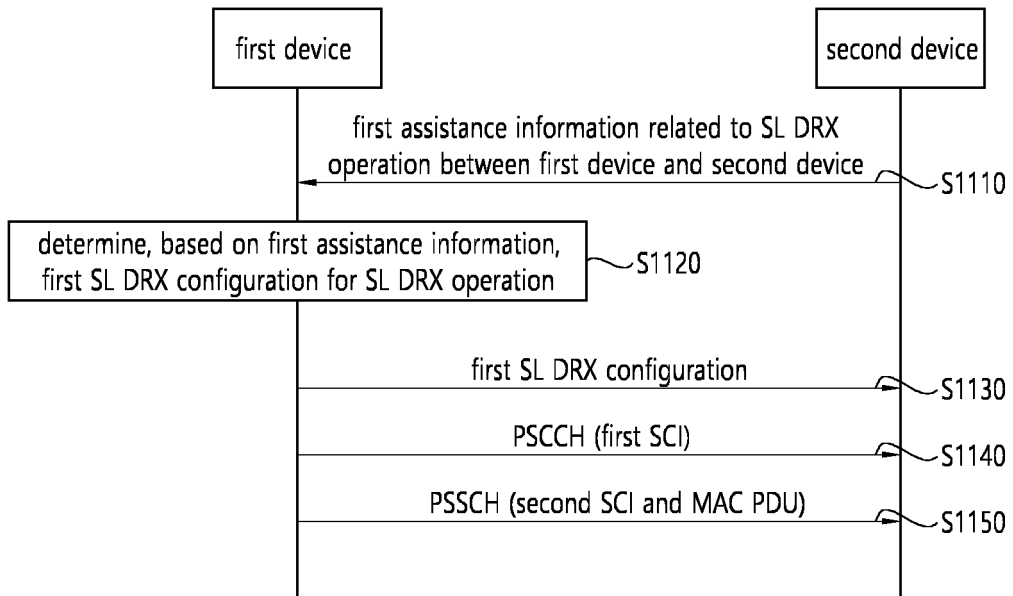 first device
second device
first assistance information related to SL DRX
operation between first device and second device
S1110
determine, based on first assistance information,
first SL DRX configuration for SL DRX operation
S1120
first SL DRX configuration
S1130
PSCCH (first SCI)
S1140
PSSCH (second SCI and MAC PDU)
S1150